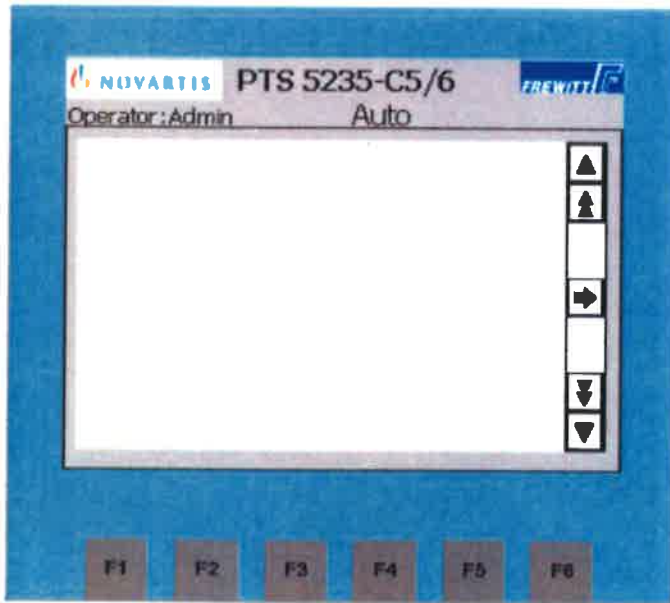 NOVARTIS PTS 5235-C5/6 FREWITT
Operator:Admin Auto
F1 F2 F3 F4 F5 F6